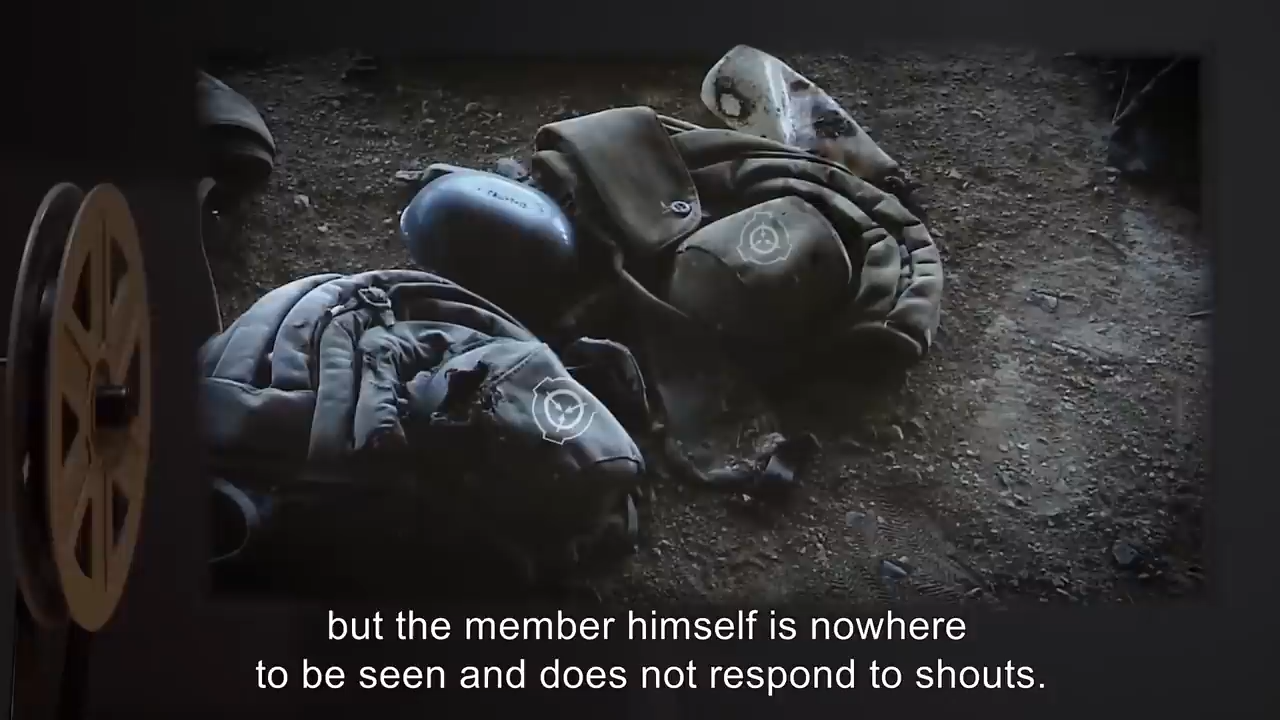 but the member himself is nowhere
to be seen and does not respond to shouts.